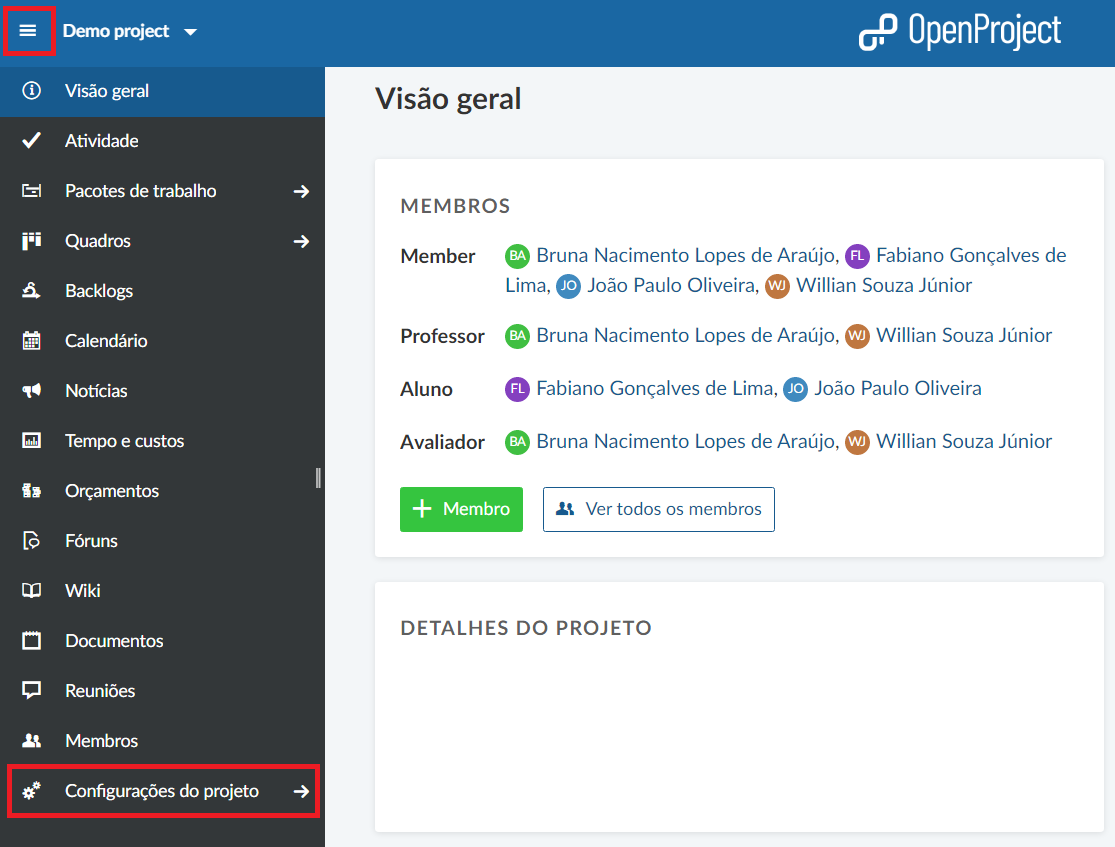 Demo project
OpenProject
Visão geral
Atividade
Pacotes de trabalho
Quadros
Backlogs
Calendário
Notícias
Tempo e custos
Orçamentos
Fóruns
Wiki
Documentos
Reuniões
Membros
Configurações do projeto
Visão geral
MEMBROS
Member BA Bruna Nacimento Lopes de Araújo, FL Fabiano Gonçalves de
Lima, JO João Paulo Oliveira, WJ Willian Souza Júnior
Professor BA Bruna Nacimento Lopes de Araújo, WJ Willian Souza Júnior
Aluno FL Fabiano Gonçalves de Lima, JO João Paulo Oliveira
Avaliador BA Bruna Nacimento Lopes de Araújo, WJ Willian Souza Júnior
+ Membro
Ver todos os membros
DETALHES DO PROJETO